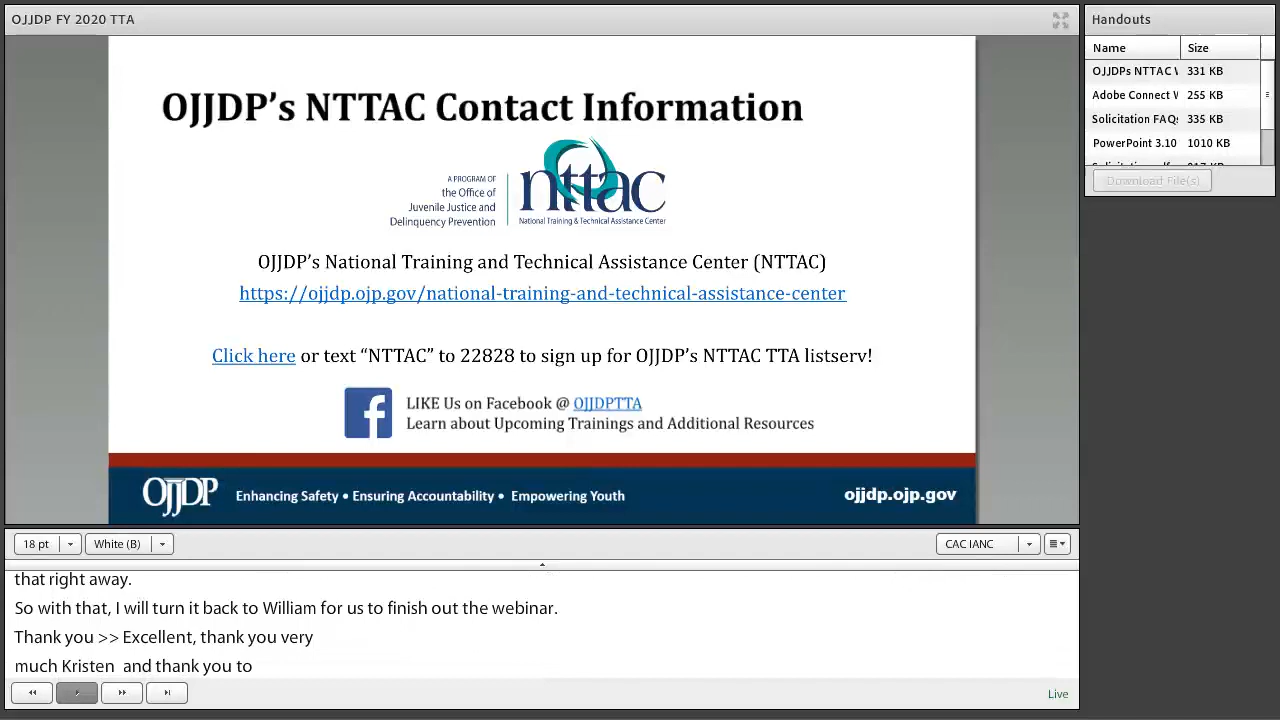 OJJDP FY 2020 TTA
OJJDP's NTTAC Contact Information
A PROGRAM OF
the Office of
Juvenile Justice and
Delinquency Prevention
nttac
National Training & Technical Assistance Center
OJJDP's National Training and Technical Assistance Center (NTTAC)
https://ojjdp.ojp.gov/national-training-and-technical-assistance-center
Click here or text “NTTAC” to 22828 to sign up for OJJDP's NTTAC TTA listserv!
LIKE Us on Facebook @ OJJDPTTA
Learn about Upcoming Trainings and Additional Resources
OJJDP
Enhancing Safety • Ensuring Accountability • Empowering Youth
ojjdp.ojp.gov
Handouts
Name Size
OJJDPs NTTAC 331 KB
Adobe Connect 255 KB
Solicitation FAQs 335 KB
PowerPoint 3.10 1010 KB
Download File(s)
18 pt White (B) CAC IANC
that right away.
So with that, I will turn it back to William for us to finish out the webinar.
Thank you >> Excellent, thank you very
much Kristen and thank you to
Live